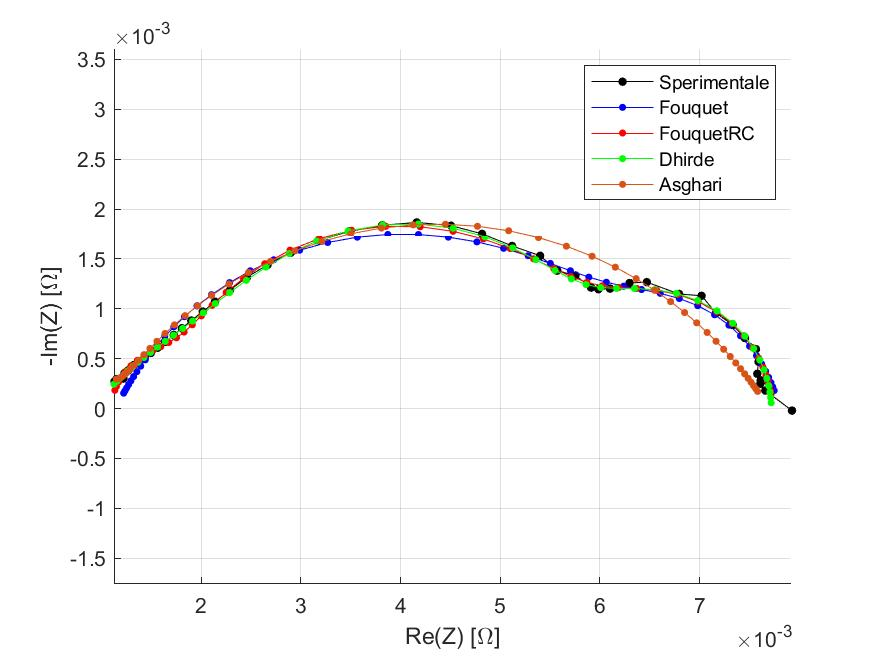 ×10⁻³
3.5
3
2.5
2
1.5
1
0.5
0
-0.5
-1
-1.5
-Im(Z) [Ω]
Sperimentale
Fouquet
FouquetRC
Dhirde
Asghari
2 3 4 5 6 7
Re(Z) [Ω]
×10⁻³